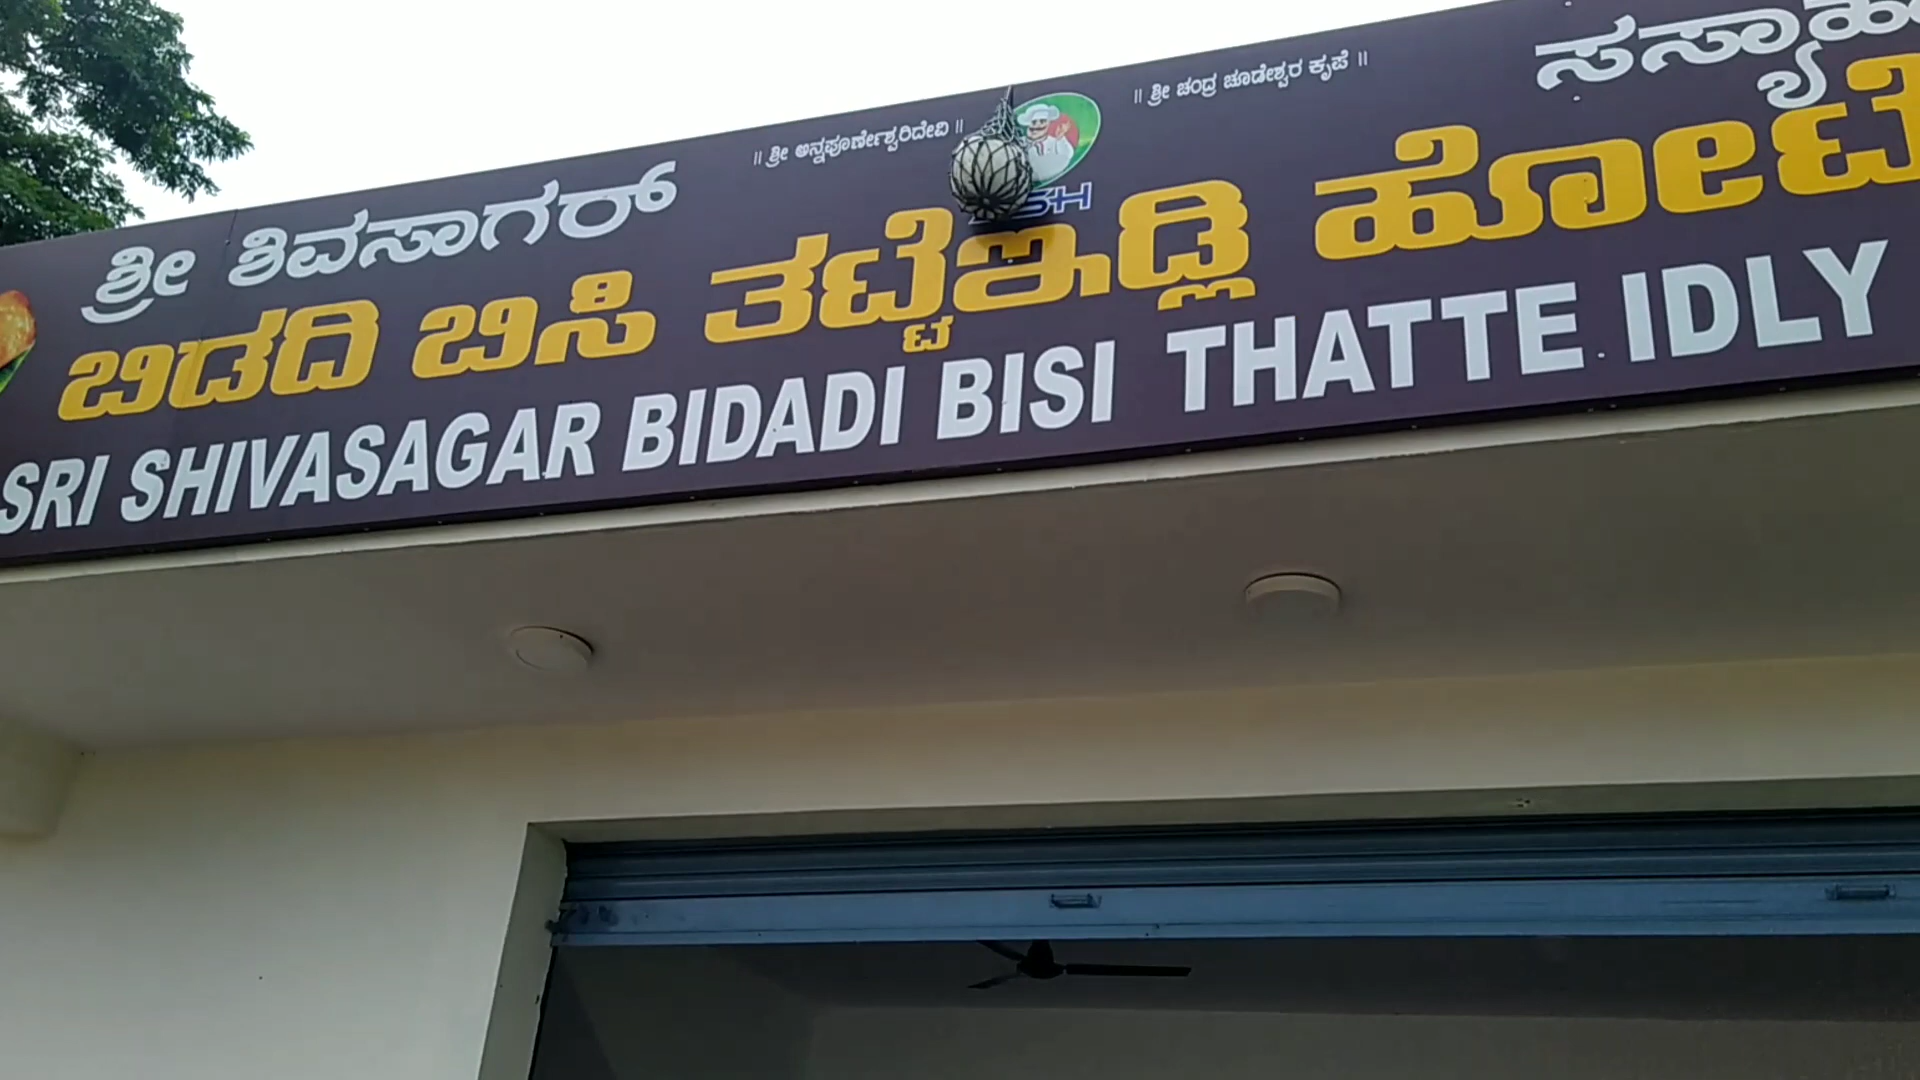 || ಶ್ರೀ ಅನ್ನಪೂರ್ಣೇಶ್ವರಿದೇವಿ ||
|| ಶ್ರೀ ಚಂದ್ರ ಚೂಡೇಶ್ವರ ಕೃಪೆ ||
ಶ್ರೀ ಶಿವಸಾಗರ್
ಬಿಡದಿ ಬಿಸಿ ತಟ್ಟೆಇಡ್ಲಿ
SRI SHIVASAGAR BIDADI BISI THATTE IDLY